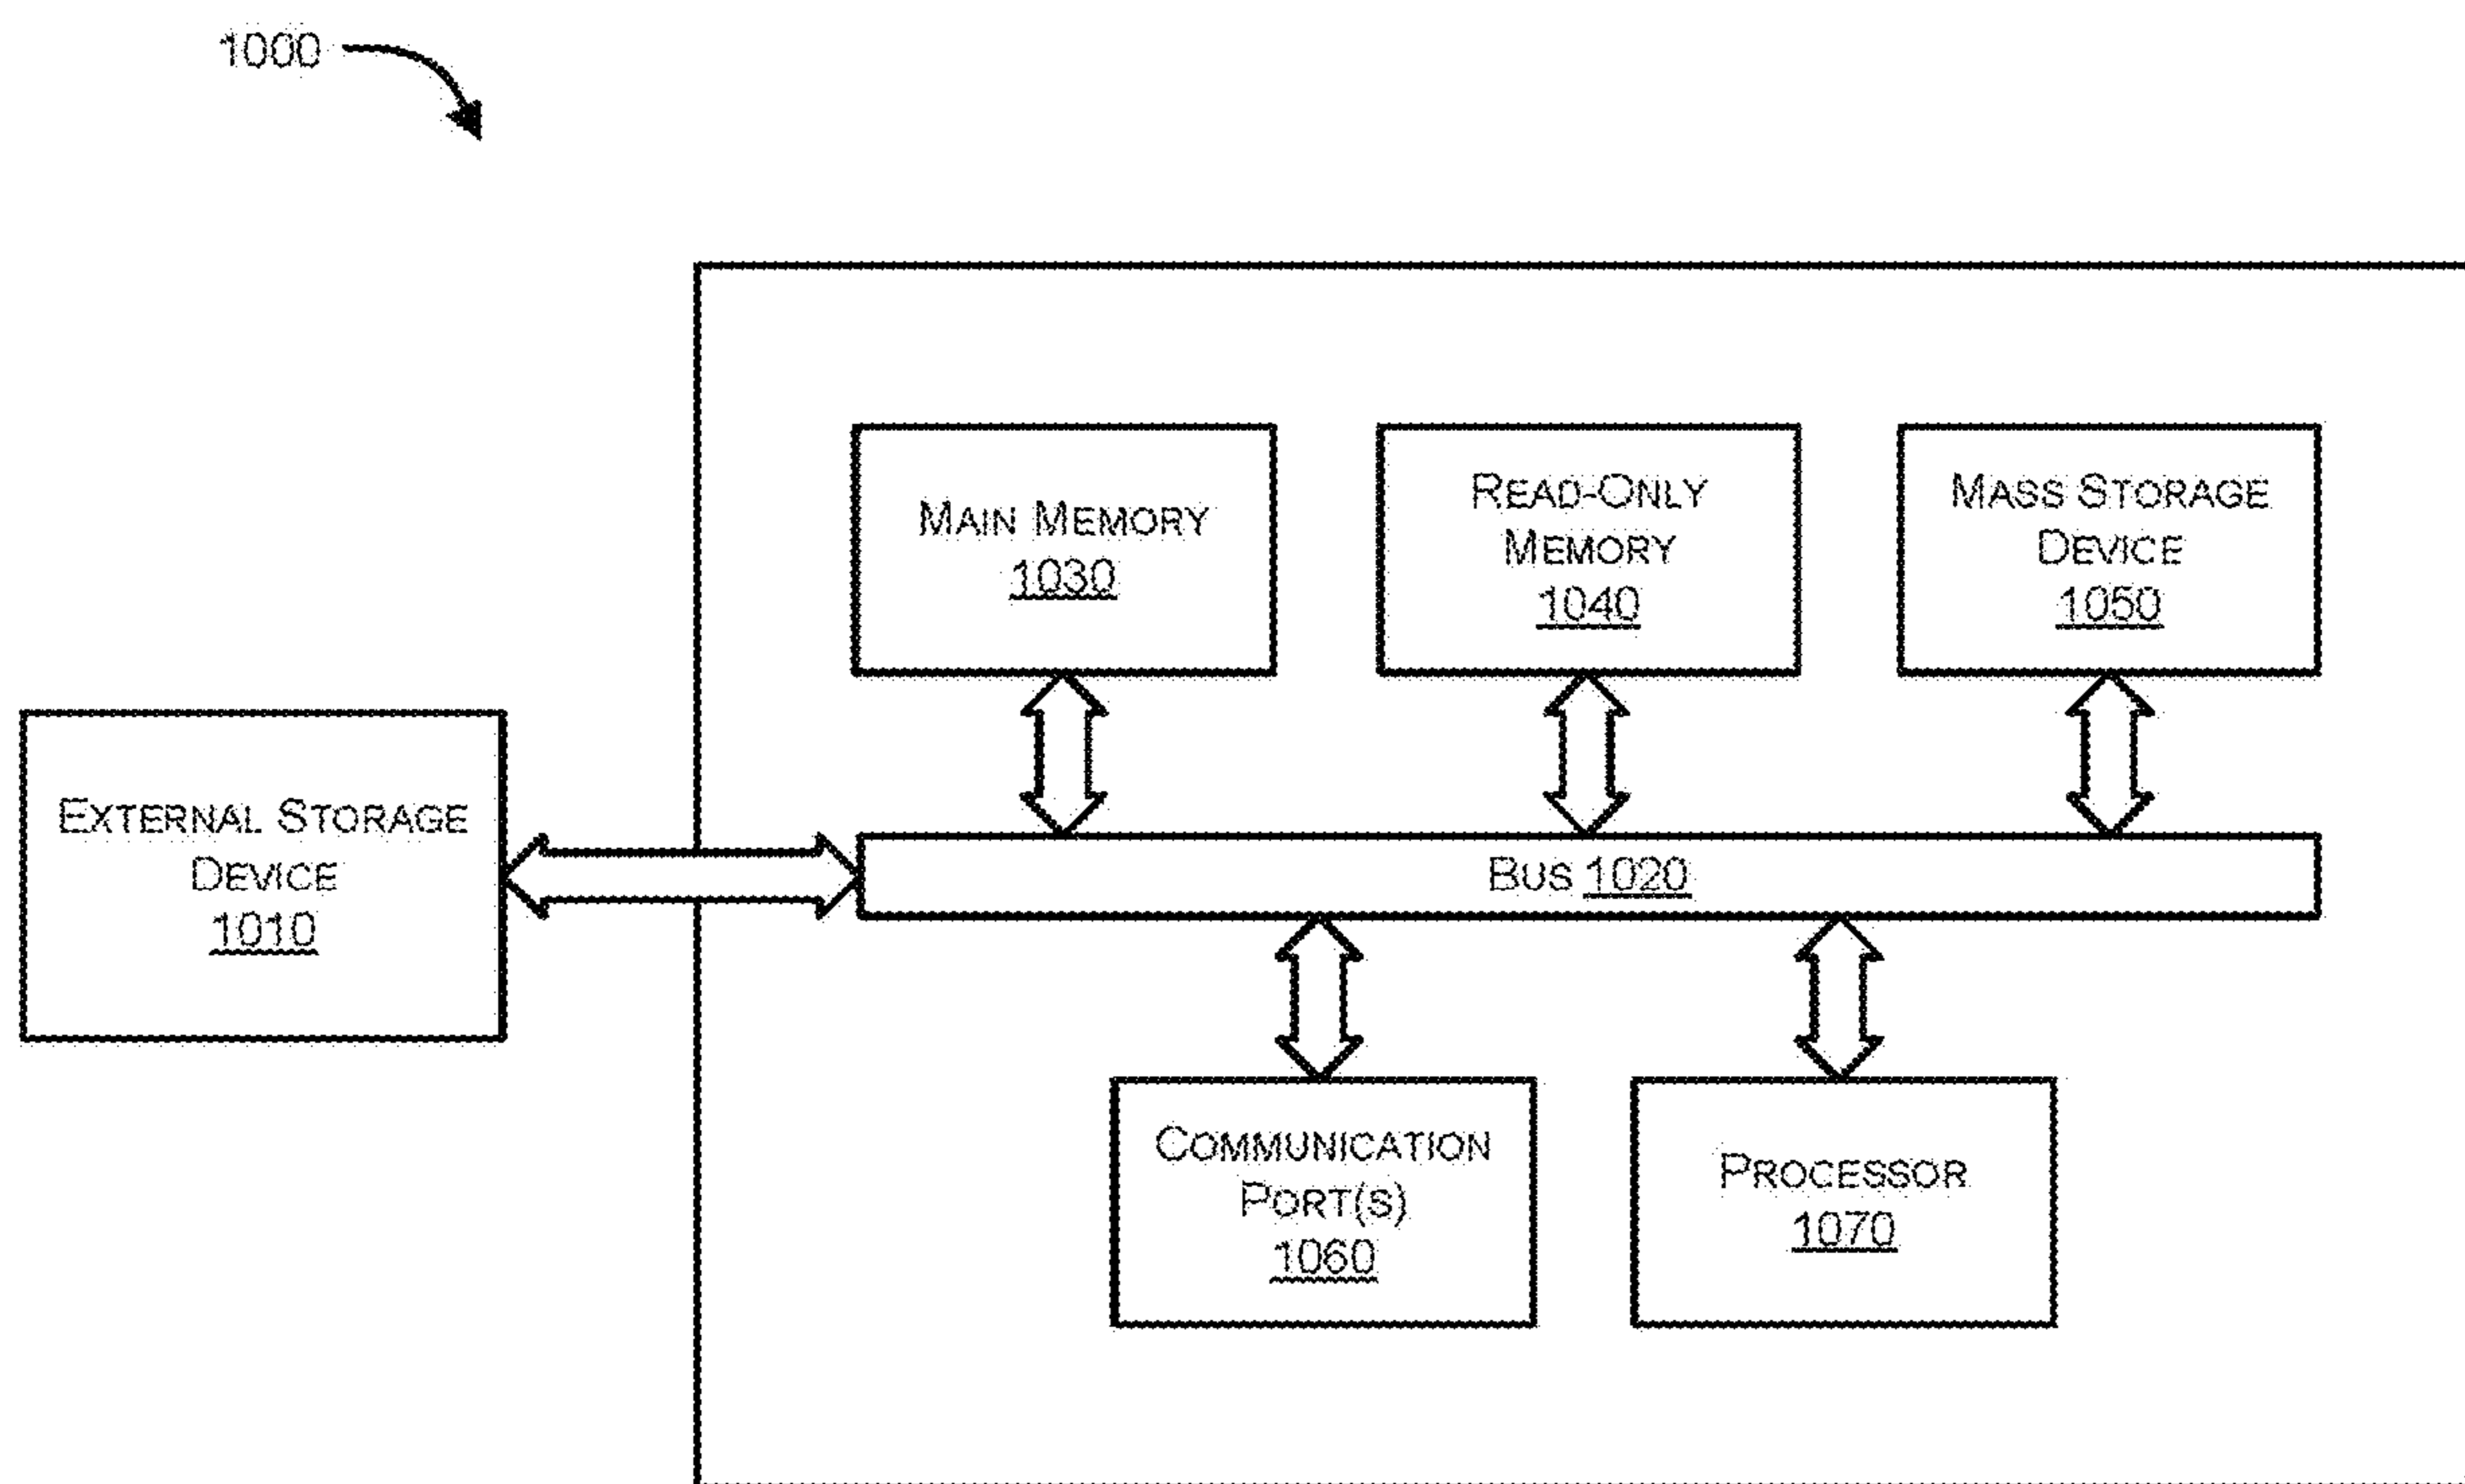 1000
MAIN MEMORY
1030
READ-ONLY
MEMORY
1040
MASS STORAGE
DEVICE
1050
EXTERNAL STORAGE
DEVICE
1010
BUS 1020
COMMUNICATION
PORT(S)
1060
PROCESSOR
1070